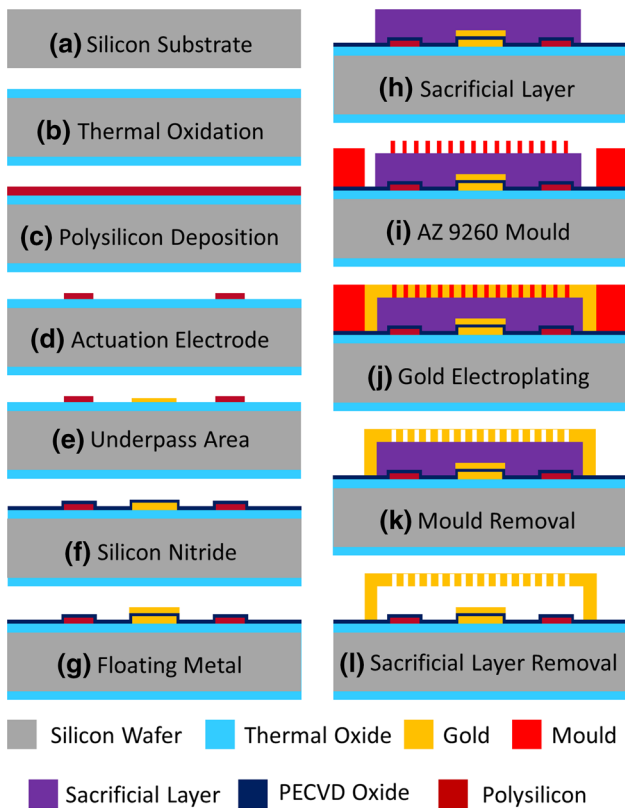 (a) Silicon Substrate
(b) Thermal Oxidation
(c) Polysilicon Deposition
(d) Actuation Electrode
(e) Underpass Area
(f) Silicon Nitride
(g) Floating Metal
(h) Sacrificial Layer
(i) AZ 9260 Mould
(j) Gold Electroplating
(k) Mould Removal
(l) Sacrificial Layer Removal
Silicon Wafer
Thermal Oxide
Gold
Mould
Sacrificial Layer
PECVD Oxide
Polysilicon